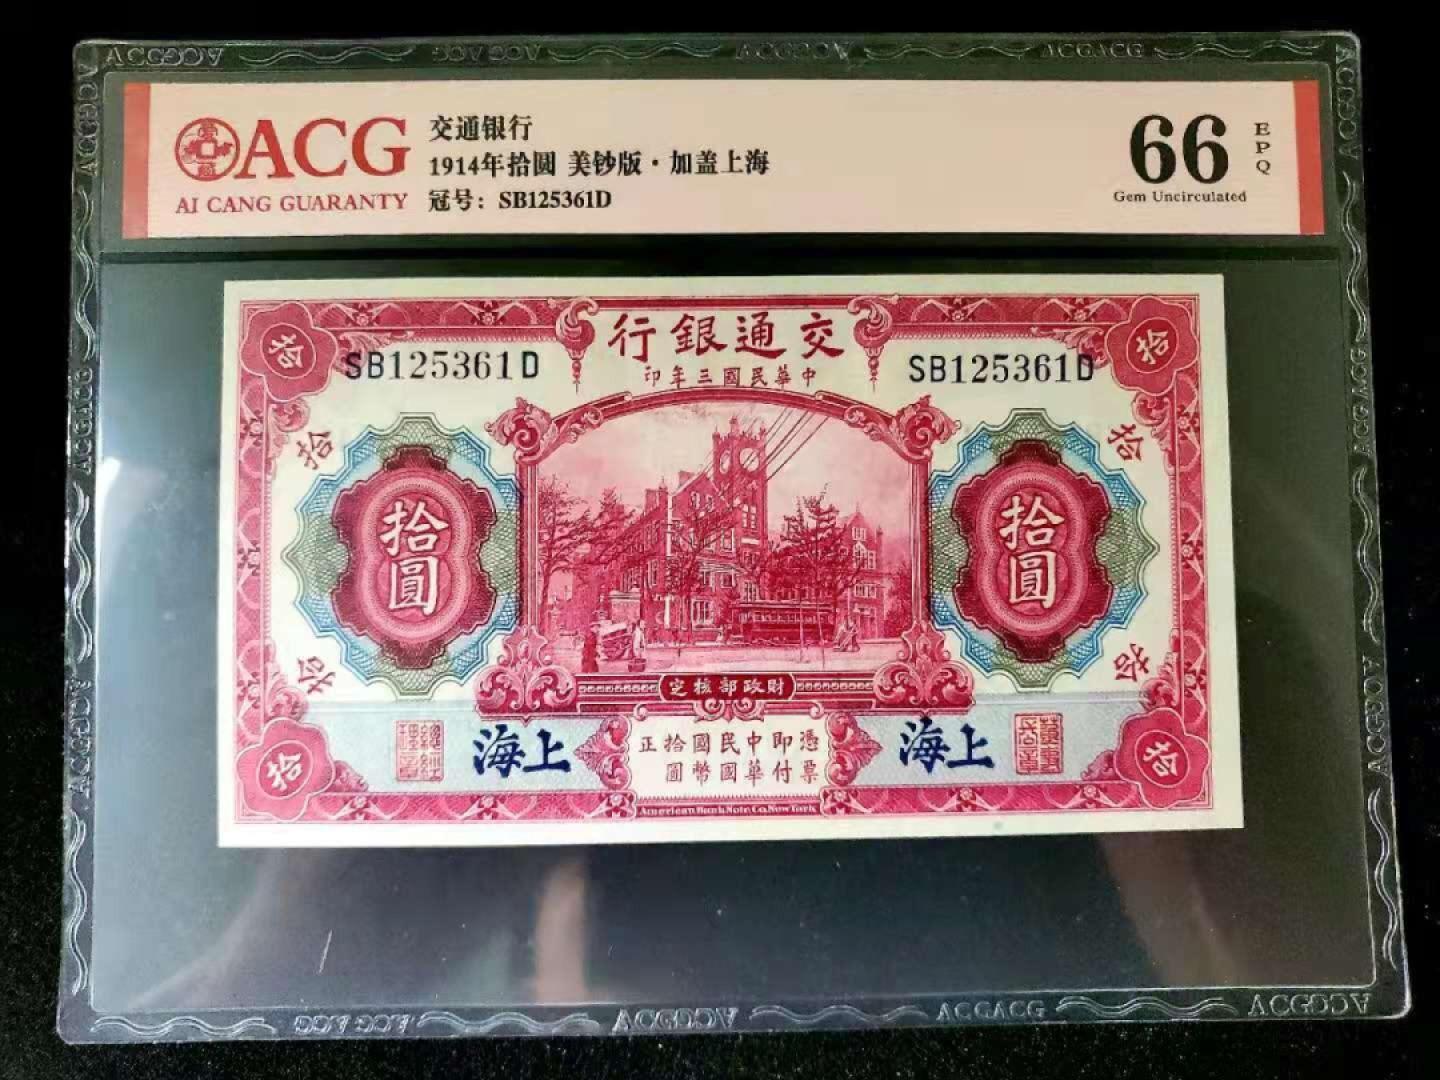 ACG
AI CANG GUARANTY
交通银行
1914年拾圆 美钞版·加盖上海
冠号：SB125361D
66
EPQ
Gem Uncirculated
行銀通交
印年三國民華中
SB125361D
SB125361D
拾
拾
拾
拾
拾圓
拾圓
拾
拾
定核部政財
海上
海上
正拾國民中即憑
圓幣國華付票
拾
拾
American Bank Note Co. New York.